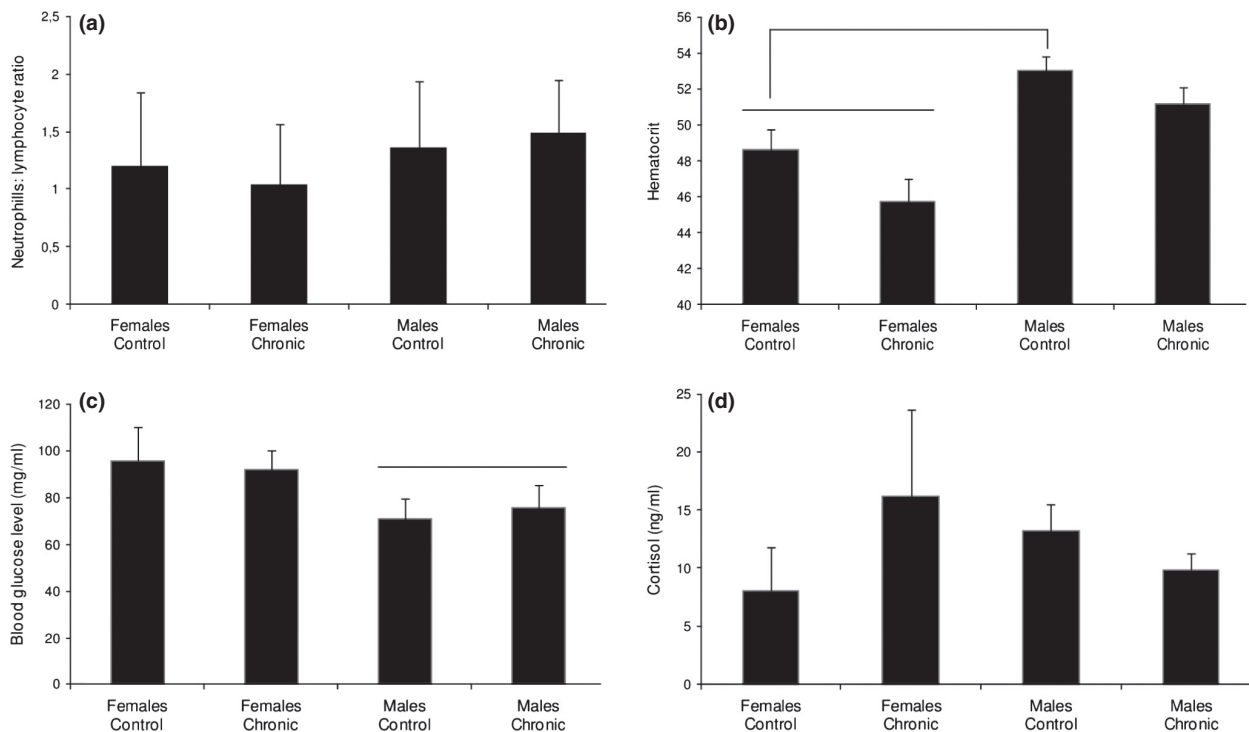 (a)
Neutrophills: lymphocyte ratio
2,5
2
1,5
1
0,5
0
Females Control
Females Chronic
Males Control
Males Chronic
(b)
Hematocrit
56
54
52
50
48
46
44
42
40
Females Control
Females Chronic
Males Control
Males Chronic
(c)
Blood glucose level (mg/ml)
120
100
80
60
40
20
0
Females Control
Females Chronic
Males Control
Males Chronic
(d)
Cortisol (ng/ml)
25
20
15
10
5
0
Females Control
Females Chronic
Males Control
Males Chronic